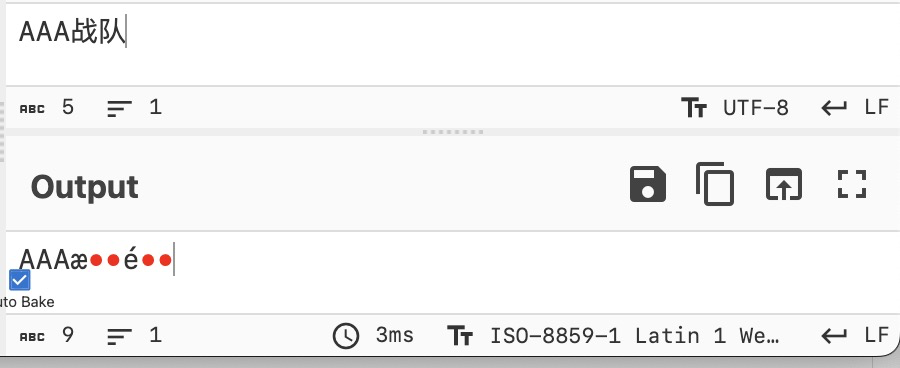 AAA战队
ABC 5 1 UTF-8 LF
Output
AAAæ••é••
uto Bake
ABC 9 1 3ms ISO-8859-1 Latin 1 We… LF